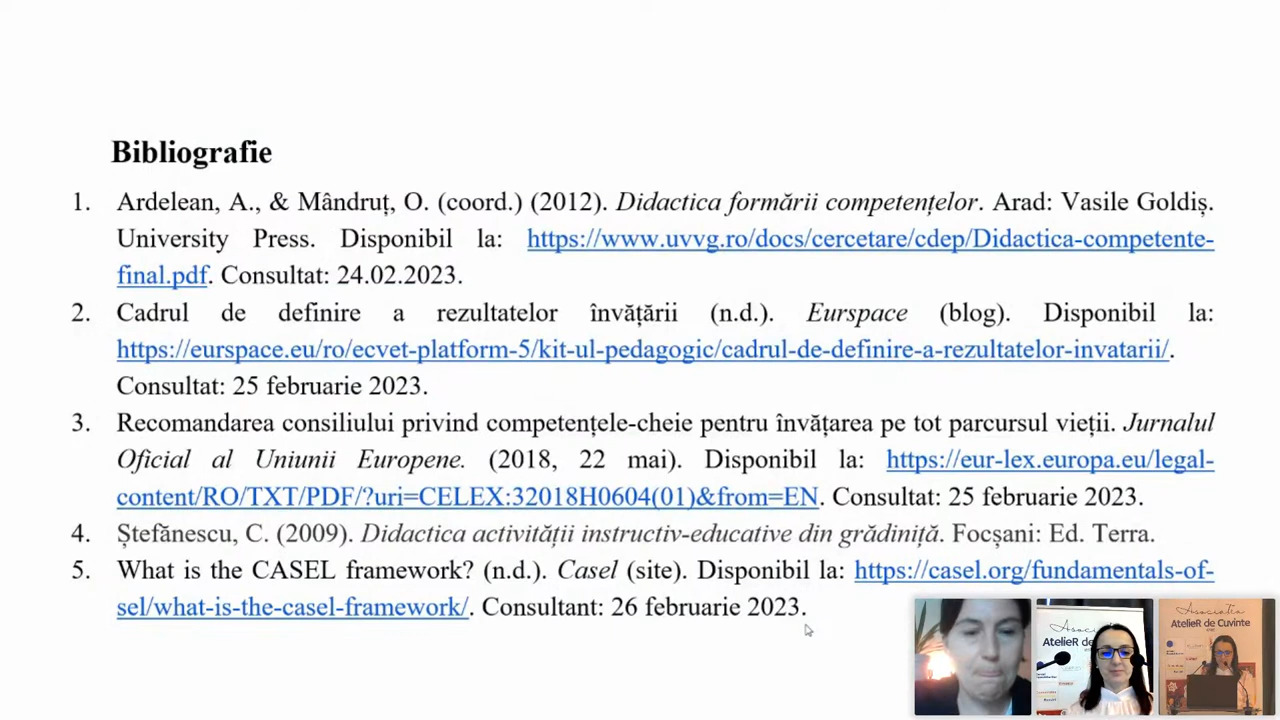 Bibliografie
1. Ardelean, A., & Mândruț, O. (coord.) (2012). Didactica formării competențelor. Arad: Vasile Goldiș.
University Press. Disponibil la: https://www.uvvg.ro/docs/cercetare/cdep/Didactica-competente-
final.pdf. Consultat: 24.02.2023.
2. Cadrul de definire a rezultatelor învățării (n.d.). Eurspace (blog). Disponibil la:
https://eurspace.eu/ro/ecvet-platform-5/kit-ul-pedagogic/cadrul-de-definire-a-rezultatelor-invatarii/.
Consultat: 25 februarie 2023.
3. Recomandarea consiliului privind competențele-cheie pentru învățarea pe tot parcursul vieții. Jurnalul
Oficial al Uniunii Europene. (2018, 22 mai). Disponibil la: https://eur-lex.europa.eu/legal-
content/RO/TXT/PDF/?uri=CELEX:32018H0604(01)&from=EN. Consultat: 25 februarie 2023.
4. Ștefănescu, C. (2009). Didactica activității instructiv-educative din grădiniță. Focșani: Ed. Terra.
5. What is the CASEL framework? (n.d.). Casel (site). Disponibil la: https://casel.org/fundamentals-of-
sel/what-is-the-casel-framework/. Consultant: 26 februarie 2023.
Asociatia
AtelieR de Cuvinte